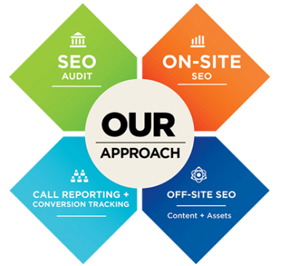 SEO
AUDIT
ON-SITE
SEO
OUR
APPROACH
CALL REPORTING +
CONVERSION TRACKING
OFF-SITE SEO
Content + Assets